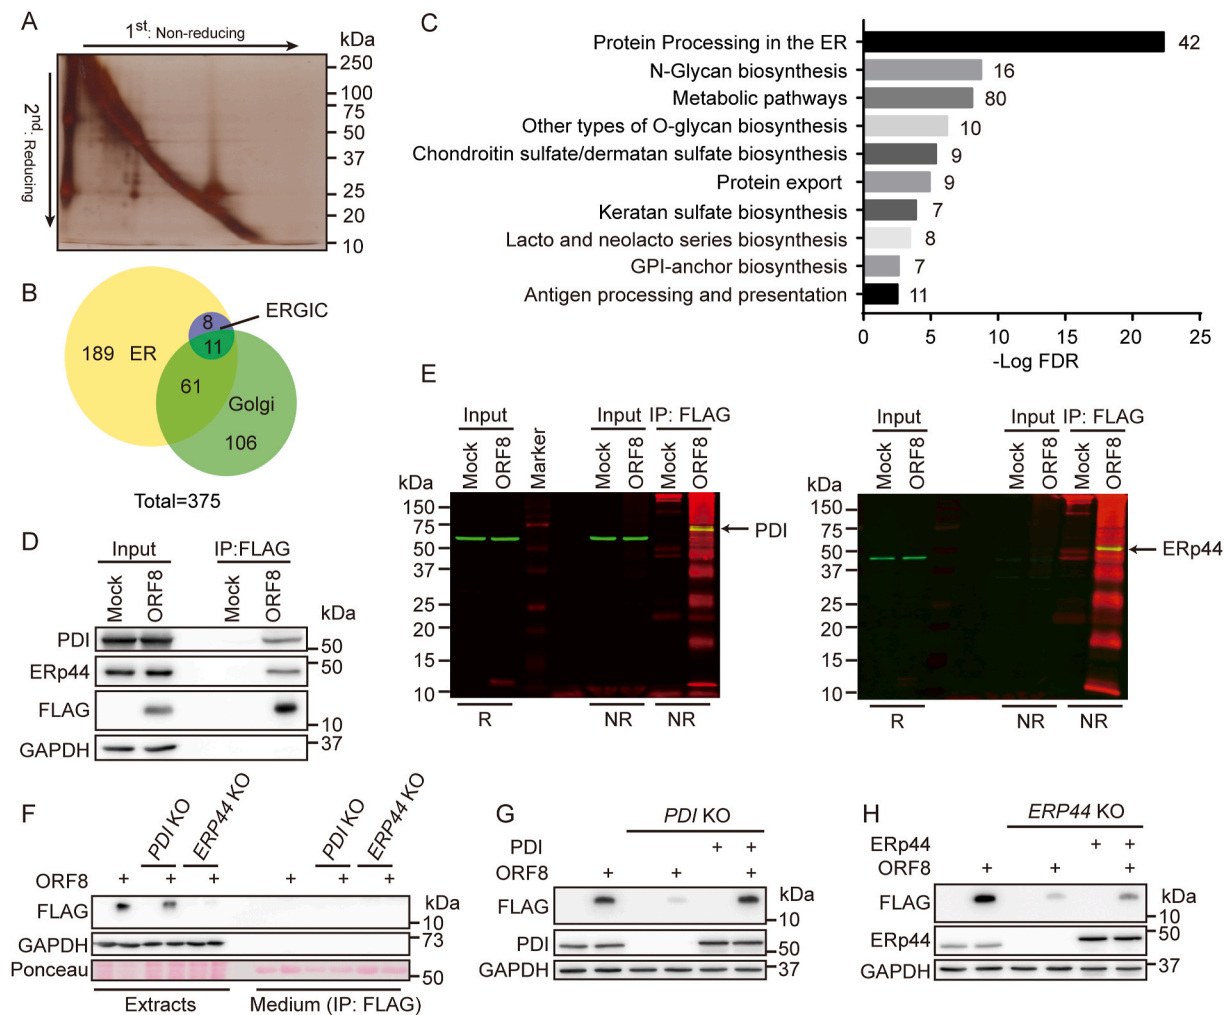 A
1st: Non-reducing
2nd: Reducing
kDa
250
100
75
50
37
25
20
10
B
189 ER
8
11
ERGIC
61
Golgi
106
Total=375
C
Protein Processing in the ER 42
N-Glycan biosynthesis 16
Metabolic pathways 80
Other types of O-glycan biosynthesis 10
Chondroitin sulfate/dermatan sulfate biosynthesis 9
Protein export 9
Keratan sulfate biosynthesis 7
Lacto and neolacto series biosynthesis 8
GPI-anchor biosynthesis 7
Antigen processing and presentation 11
0 5 10 15 20 25
-Log FDR
D
Input IP:FLAG
Mock ORF8 Mock ORF8
kDa
PDI 50
ERp44 50
FLAG 10
GAPDH 37
E
Input Input IP: FLAG
Mock ORF8 Marker Mock ORF8 Mock ORF8
kDa
150
75
50
37
25
20
15
10
PDI
R NR NR
Input Input IP: FLAG
Mock ORF8 Mock ORF8 Mock ORF8
kDa
150
75
50
37
25
20
15
10
ERp44
R NR NR
F
PDI KO ERP44 KO PDI KO ERP44 KO
ORF8 + + + + + +
kDa
FLAG 10
GAPDH 73
Ponceau 50
Extracts Medium (IP: FLAG)
G
PDI KO
PDI + +
ORF8 + + +
kDa
FLAG 10
PDI 50
GAPDH 37
H
ERP44 KO
ERp44 + +
ORF8 + + +
kDa
FLAG 10
ERp44 50
GAPDH 37